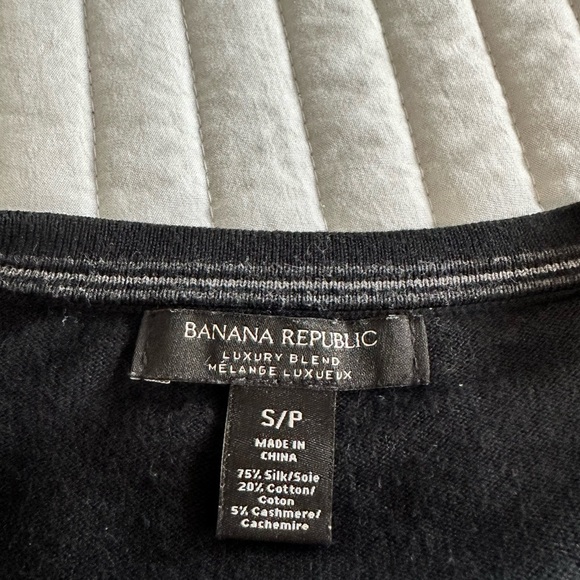 BANANA REPUBLIC
LUXURY BLEND
MÉLANGE LUXUEUX
S/P
MADE IN
CHINA
75% Silk/Soie
20% Cotton/
Coton
5% Cashmere/
Cachemire